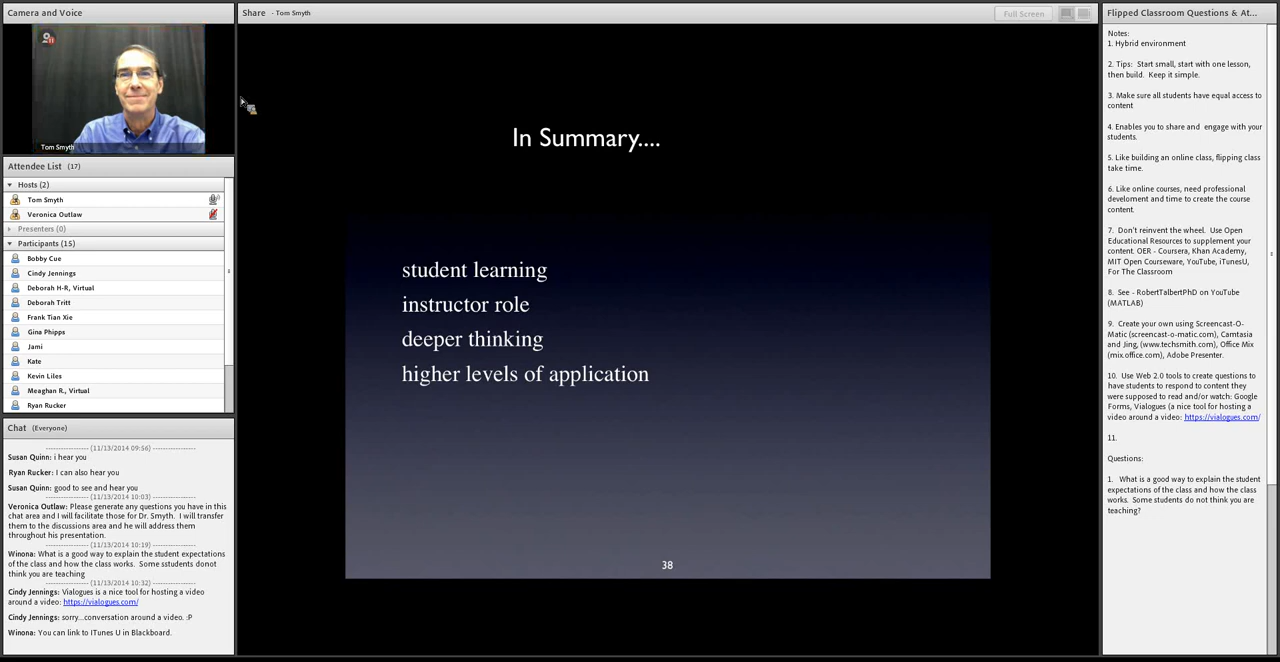 Camera and Voice
Tom Smyth
Attendee List (17)
Hosts (2)
Tom Smyth
Veronica Outlaw
Presenters (0)
Participants (15)
Bobby Cue
Cindy Jennings
Deborah H-R, Virtual
Deborah Tritt
Frank Tian Xie
Gina Phipps
Jami
Kate
Kevin Liles
Meaghan R., Virtual
Ryan Rucker
Chat (Everyone)
---------------- (11/13/2014 09:56) ----------------
Susan Quinn: i hear you
Ryan Rucker: I can also hear you
Susan Quinn: good to see and hear you
---------------- (11/13/2014 10:03) ----------------
Veronica Outlaw: Please generate any questions you have in this
chat area and I will facilitate those for Dr. Smyth. I will transfer
them to the discussions area and he will address them
throughout his presentation.
---------------- (11/13/2014 10:19) ----------------
Winona: What is a good way to explain the student expectations
of the class and how the class works. Some sstudents donot
think you are teaching
---------------- (11/13/2014 10:32) ----------------
Cindy Jennings: Vialogues is a nice tool for hosting a video
around a video: https://vialogues.com/
Cindy Jennings: sorry...conversation around a video. :P
Winona: You can link to ITunes U in Blackboard.
Share - Tom Smyth
Full Screen
In Summary....
student learning
instructor role
deeper thinking
higher levels of application
38
Flipped Classroom Questions & At...
Notes:
1. Hybrid environment
2. Tips: Start small, start with one lesson,
then build. Keep it simple.
3. Make sure all students have equal access to
content
4. Enables you to share and engage with your
students.
5. Like building an online class, flipping class
take time.
6. Like online courses, need professional
develoment and time to create the course
content.
7. Don't reinvent the wheel. Use Open
Educational Resources to supplement your
content. OER - Coursera, Khan Academy,
MIT Open Courseware, YouTube, iTunesU,
For The Classroom
8. See - RobertTalbertPhD on YouTube
(MATLAB)
9. Create your own using Screencast-O-
Matic (screencast-o-matic.com), Camtasia
and Jing, (www.techsmith.com), Office Mix
(mix.office.com), Adobe Presenter.
10. Use Web 2.0 tools to create questions to
have students to respond to content they
were supposed to read and/or watch: Google
Forms, Vialogues (a nice tool for hosting a
video around a video: https://vialogues.com/
11.
Questions:
1. What is a good way to explain the student
expectations of the class and how the class
works. Some students do not think you are
teaching?